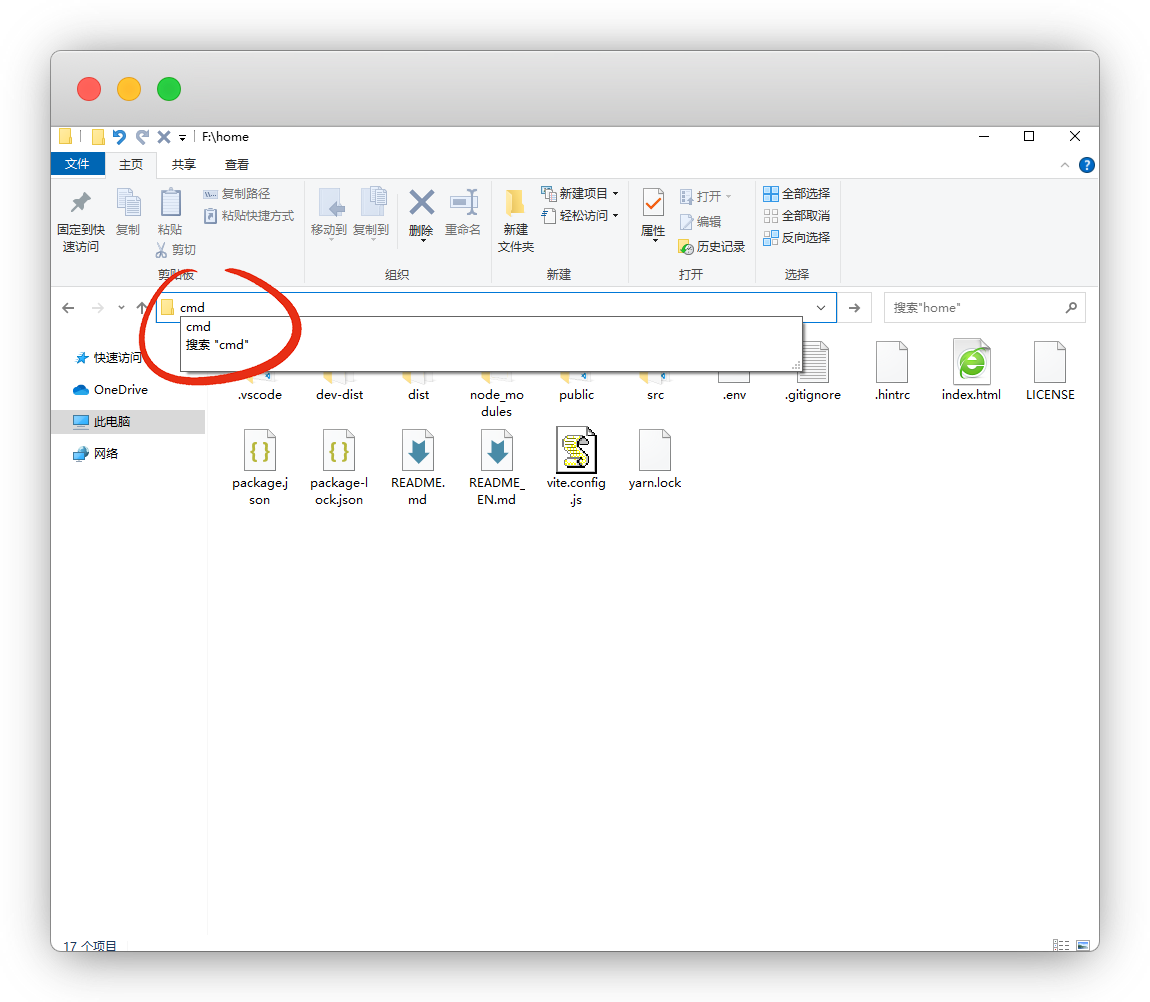 F:\home
文件 主页 共享 查看
固定到快速访问
复制
粘贴
复制路径
粘贴快捷方式
剪切
剪贴板
移动到 复制到
删除 重命名
组织
新建文件夹
新建项目
轻松访问
新建
属性
打开
编辑
历史记录
打开
全部选择
全部取消
反向选择
选择
cmd
搜索"home"
cmd
搜索 "cmd"
快速访问
OneDrive
此电脑
网络
.vscode dev-dist dist node_modules public src .env .gitignore .hintrc index.html LICENSE
package.json package-lock.json README.md README_EN.md vite.config.js yarn.lock
17 个项目